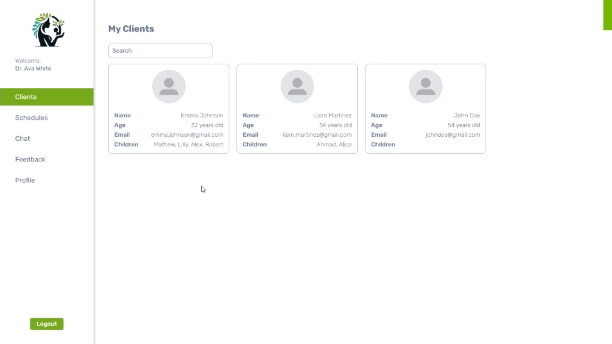 Welcome,
Dr. Ava White
Clients
Schedules
Chat
Feedback
Profile
Logout
My Clients
Search
Name Emma Johnson
Age 32 years old
Email emma.johnson@gmail.com
Children Mathew, Lilly, Alex, Robert
Name Liam Martinez
Age 54 years old
Email liam.martinez@gmail.com
Children Ahmad, Alice
Name John Doe
Age 54 years old
Email johndoe@gmail.com
Children